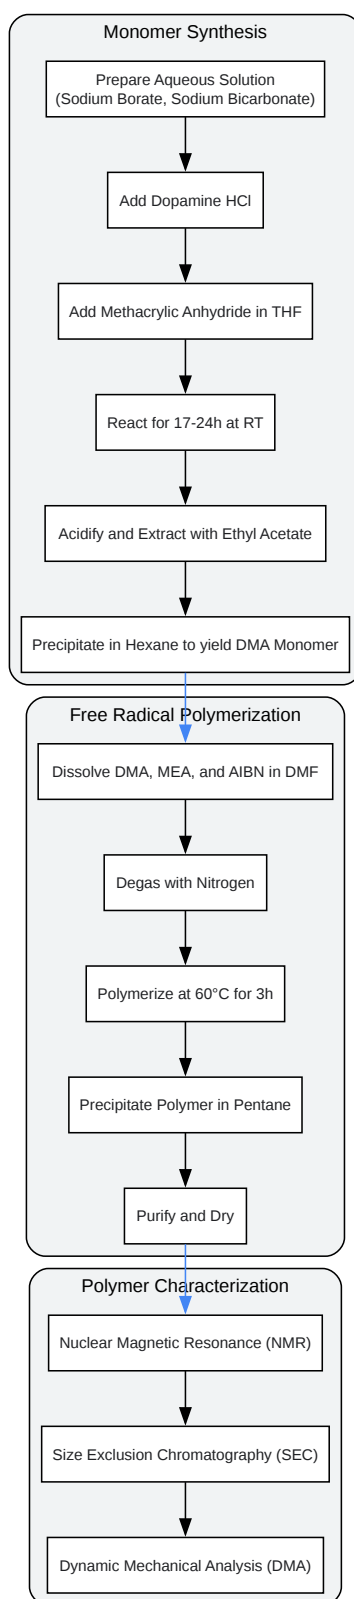 Monomer Synthesis
Prepare Aqueous Solution
(Sodium Borate, Sodium Bicarbonate)
Add Dopamine HCl
Add Methacrylic Anhydride in THF
React for 17-24h at RT
Acidify and Extract with Ethyl Acetate
Precipitate in Hexane to yield DMA Monomer
Free Radical Polymerization
Dissolve DMA, MEA, and AIBN in DMF
Degas with Nitrogen
Polymerize at 60°C for 3h
Precipitate Polymer in Pentane
Purify and Dry
Polymer Characterization
Nuclear Magnetic Resonance (NMR)
Size Exclusion Chromatography (SEC)
Dynamic Mechanical Analysis (DMA)